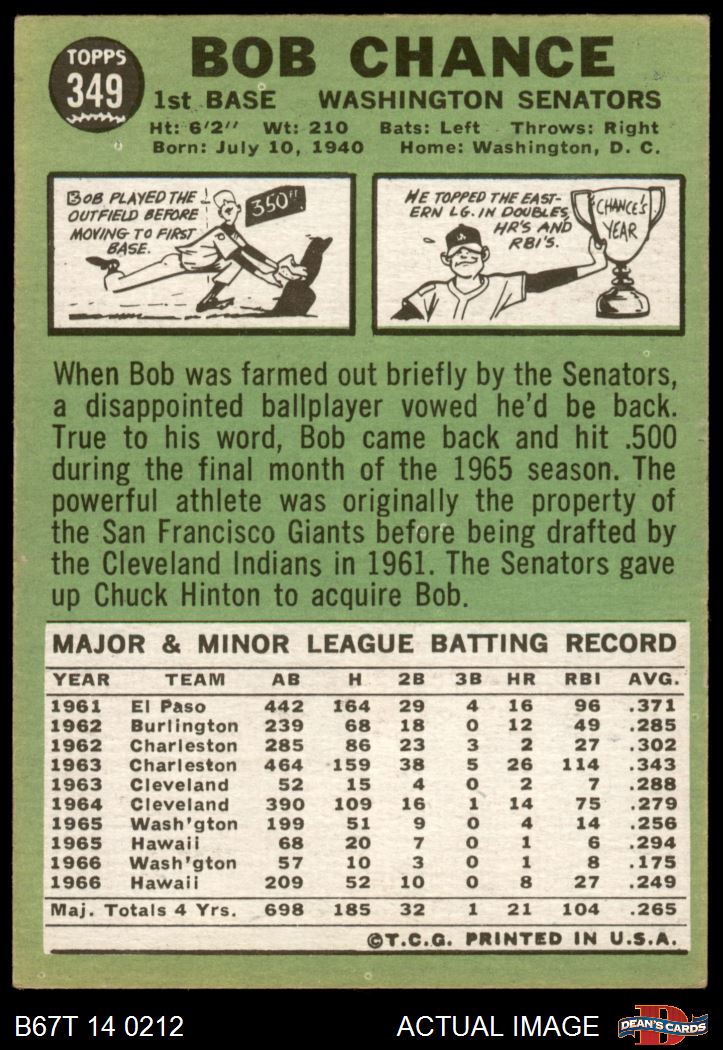 TOPPS
349
BOB CHANCE
1st BASE WASHINGTON SENATORS
Ht: 6'2" Wt: 210 Bats: Left Throws: Right
Born: July 10, 1940 Home: Washington, D. C.
BOB PLAYED THE
OUTFIELD BEFORE
MOVING TO FIRST
BASE.
350"
HE TOPPED THE EAST-
ERN LG. IN DOUBLES,
HR'S AND
RBI'S.
CHANCE'S
YEAR
When Bob was farmed out briefly by the Senators,
a disappointed ballplayer vowed he'd be back.
True to his word, Bob came back and hit .500
during the final month of the 1965 season. The
powerful athlete was originally the property of
the San Francisco Giants before being drafted by
the Cleveland Indians in 1961. The Senators gave
up Chuck Hinton to acquire Bob.
MAJOR & MINOR LEAGUE BATTING RECORD
YEAR TEAM AB H 2B 3B HR RBI AVG.
1961 El Paso 442 164 29 4 16 96 .371
1962 Burlington 239 68 18 0 12 49 .285
1962 Charleston 285 86 23 3 2 27 .302
1963 Charleston 464 159 38 5 26 114 .343
1963 Cleveland 52 15 4 0 2 7 .288
1964 Cleveland 390 109 16 1 14 75 .279
1965 Wash'gton 199 51 9 0 4 14 .256
1965 Hawaii 68 20 7 0 1 6 .294
1966 Wash'gton 57 10 3 0 1 8 .175
1966 Hawaii 209 52 10 0 8 27 .249
Maj. Totals 4 Yrs. 698 185 32 1 21 104 .265
©T.C.G. PRINTED IN U.S.A.
B67T 14 0212 ACTUAL IMAGE
DEAN'S CARDS